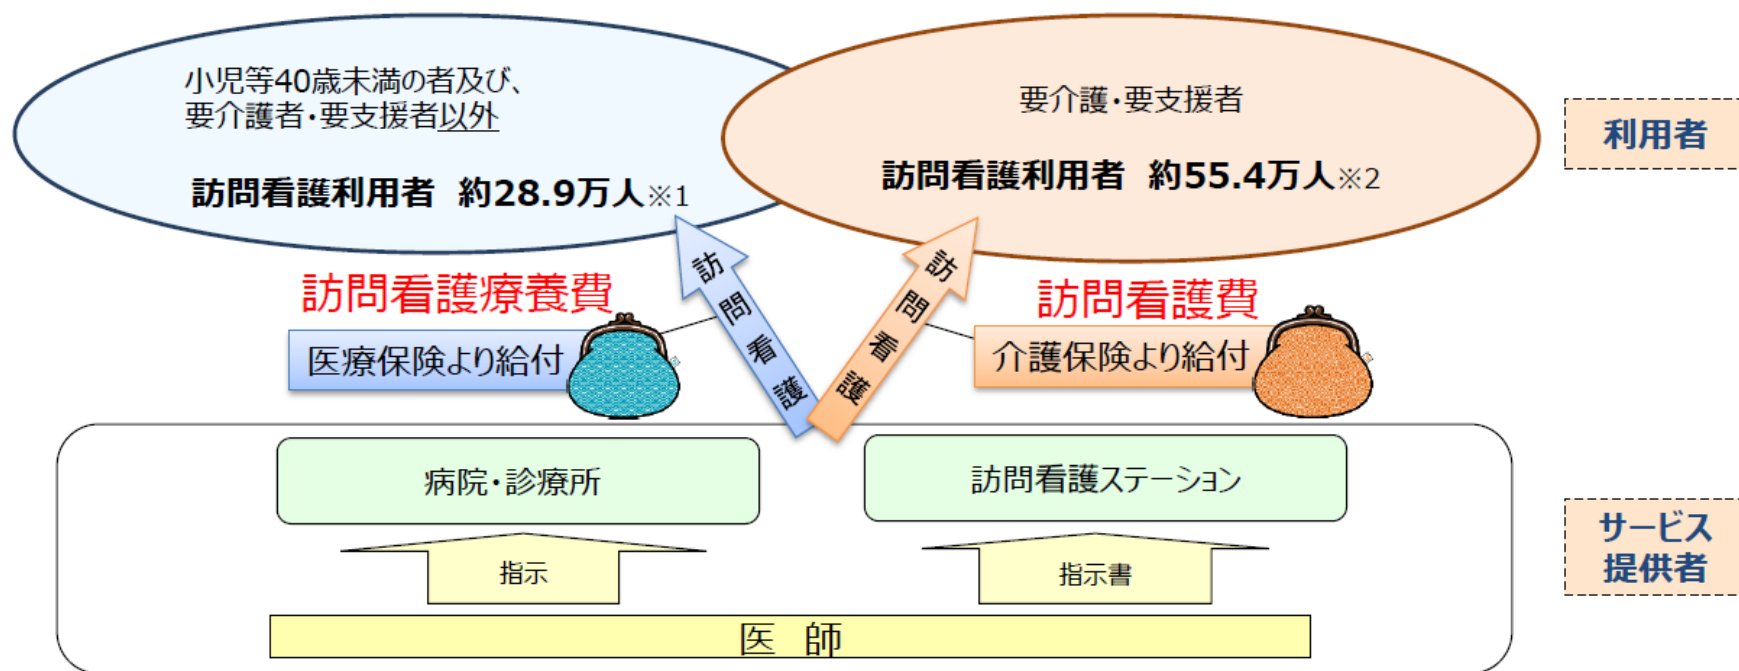 小児等40歳未満の者及び、
要介護者・要支援者以外
訪問看護利用者 約28.9万人※1
要介護・要支援者
訪問看護利用者 約55.4万人※2
利用者
訪問看護療養費
医療保険より給付
訪問看護
訪問看護
訪問看護費
介護保険より給付
病院・診療所
訪問看護ステーション
指示
指示書
医 師
サービス
提供者